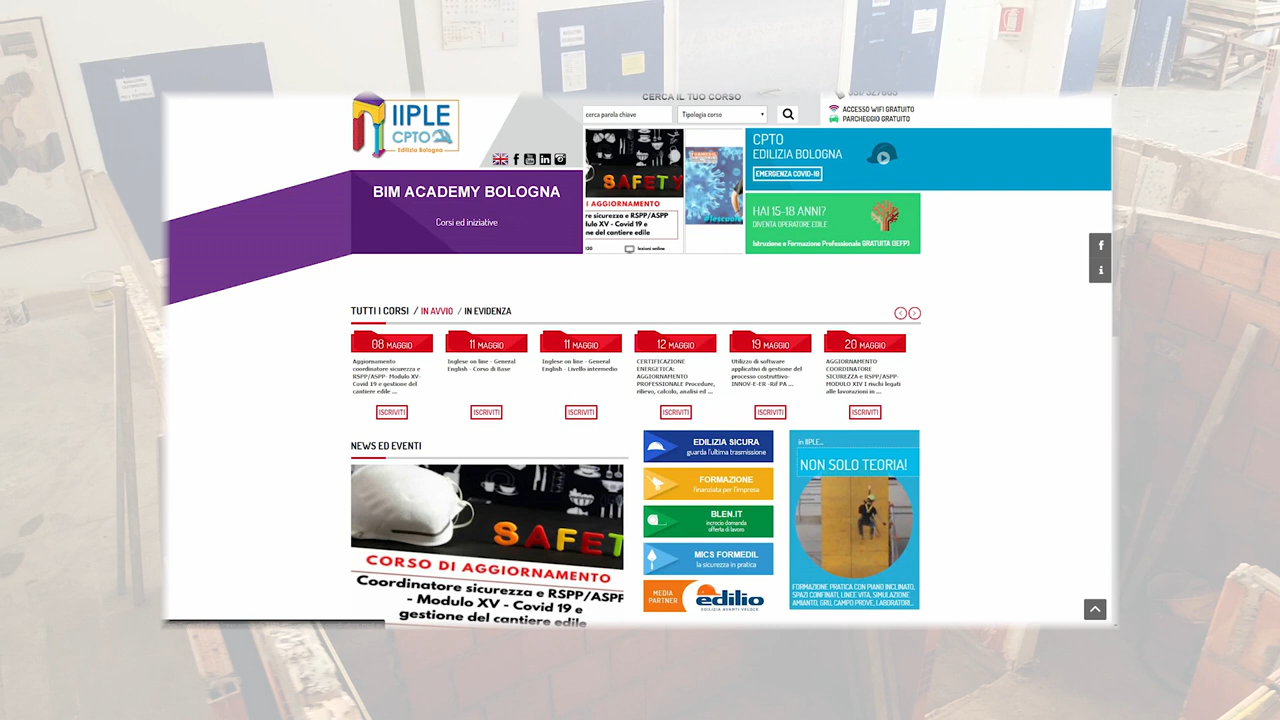 CERCA IL TUO CORSO
cerca parola chiave
Tipologia corso
ACCESSO WIFI GRATUITO
PARCHEGGIO GRATUITO
IIPLE
CPTO
Edilizia Bologna
BIM ACADEMY BOLOGNA
Corsi ed iniziative
SAFETY
I AGGIORNAMENTO
re sicurezza e RSPP/ASPP
dulo XV - Covid 19 e
ne del cantiere edile
lezioni online
CPTO
EDILIZIA BOLOGNA
EMERGENZA COVID-19
HAI 15-18 ANNI?
DIVENTA OPERATORE EDILE
Istruzione e Formazione Professionale GRATUITA (IEFP)
TUTTI I CORSI / IN AVVIO / IN EVIDENZA
08 MAGGIO
Aggiornamento
coordinatore sicurezza e
RSPP/ASPP- Modulo XV-
Covid 19 e gestione del
cantiere edile ...
ISCRIVITI
11 MAGGIO
Inglese on line - General
English - Corso di Base
ISCRIVITI
11 MAGGIO
Inglese on line - General
English - Livello intermedio
ISCRIVITI
12 MAGGIO
CERTIFICAZIONE
ENERGETICA:
AGGIORNAMENTO
PROFESSIONALE Procedure,
rilievo, calcolo, analisi ed ...
ISCRIVITI
19 MAGGIO
Utilizzo di software
applicativi di gestione del
processo costruttivo-
INNOV-E-ER -Rif PA ...
ISCRIVITI
20 MAGGIO
AGGIORNAMENTO
COORDINATORE
SICUREZZA e RSPP/ASPP-
MODULO XIV I rischi legati
alle lavorazioni in ...
ISCRIVITI
NEWS ED EVENTI
SAFET
CORSO DI AGGIORNAMENTO
Coordinatore sicurezza e RSPP/ASPP
- Modulo XV - Covid 19 e
gestione del cantiere edile
EDILIZIA SICURA
guarda l'ultima trasmissione
FORMAZIONE
finanziata per l'impresa
BLEN.IT
incrocio domanda
offerta di lavoro
MICS FORMEDIL
la sicurezza in pratica
MEDIA
PARTNER
edilio
EDILIZIA AVANTI VELOCE
in IIPLE...
NON SOLO TEORIA!
FORMAZIONE PRATICA CON PIANO INCLINATO,
SPAZI CONFINATI, LINEE VITA, SIMULAZIONE
AMIANTO, GRU, CAMPO PROVE, LABORATORI...